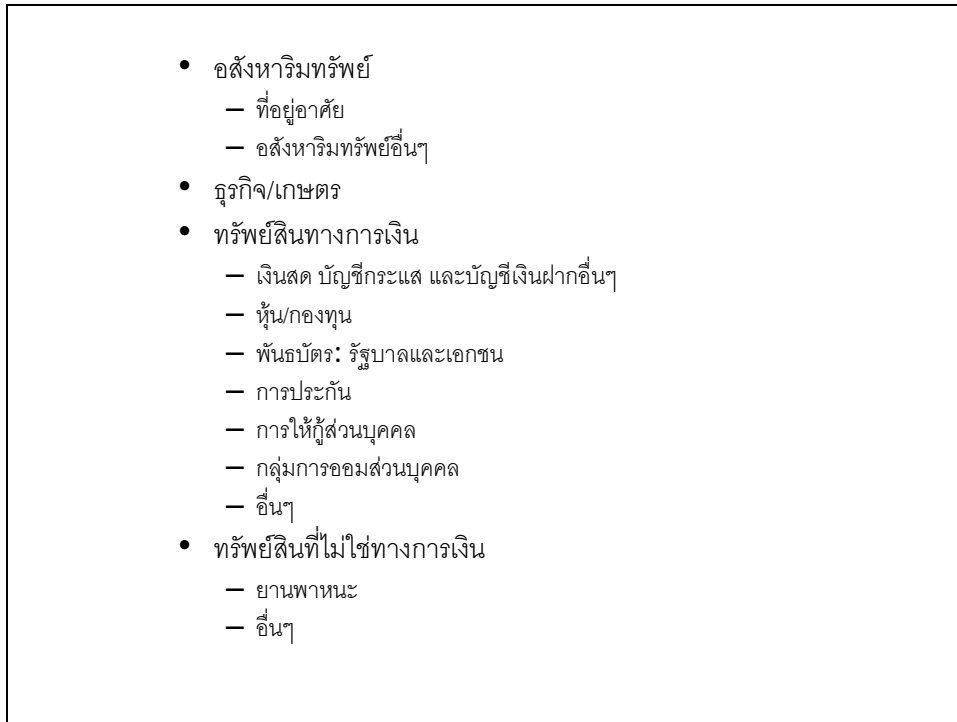 • อสังหาริมทรัพย์
– ที่อยู่อาศัย
– อสังหาริมทรัพย์อื่นๆ
• ธุรกิจ/เกษตร
• ทรัพย์สินทางการเงิน
– เงินสด บัญชีกระแส และบัญชีเงินฝากอื่นๆ
– หุ้น/กองทุน
– พันธบัตร: รัฐบาลและเอกชน
– การประกัน
– การให้กู้ส่วนบุคคล
– กลุ่มการออมส่วนบุคคล
– อื่นๆ
• ทรัพย์สินที่ไม่ใช่ทางการเงิน
– ยานพาหนะ
– อื่นๆ